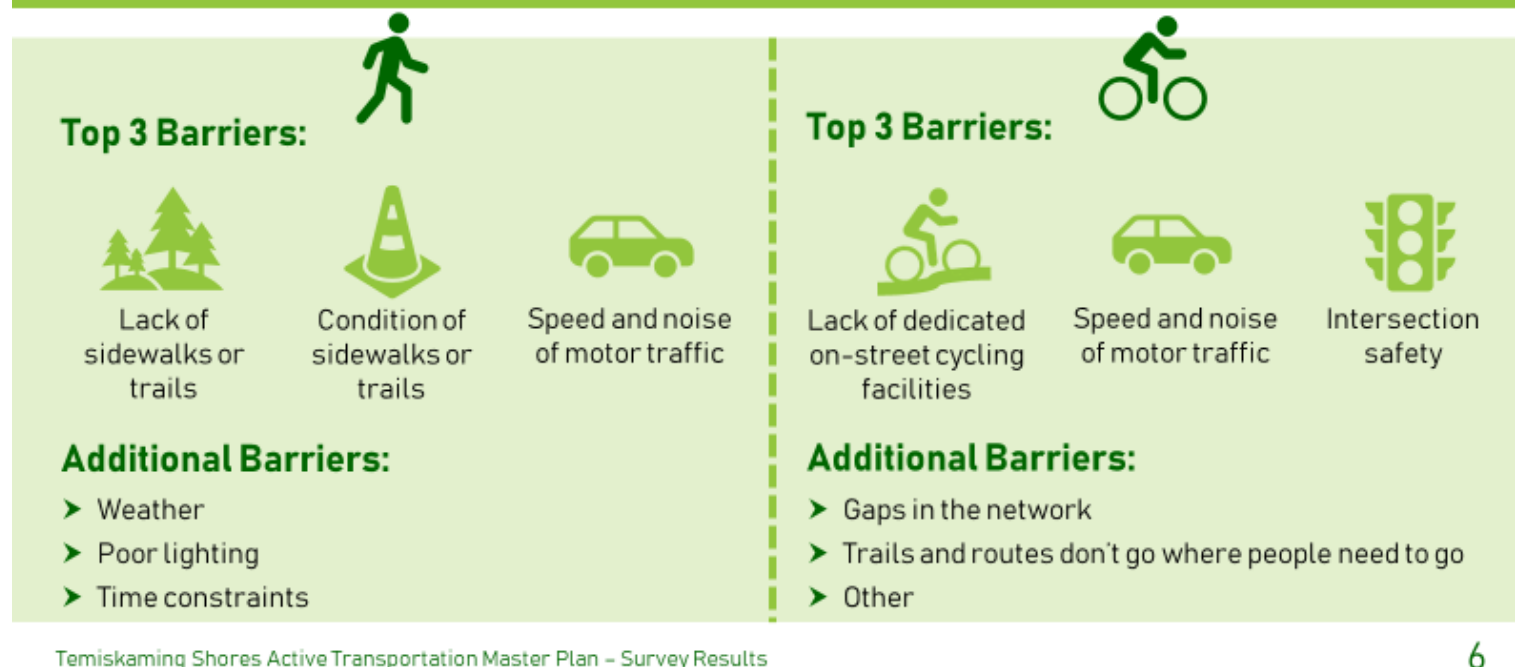 Top 3 Barriers:
Lack of
sidewalks or
trails
Condition of
sidewalks or
trails
Speed and noise
of motor traffic
Additional Barriers:
➤ Weather
➤ Poor lighting
➤ Time constraints
Top 3 Barriers:
Lack of dedicated
on-street cycling
facilities
Speed and noise
of motor traffic
Intersection
safety
Additional Barriers:
➤ Gaps in the network
➤ Trails and routes don't go where people need to go
➤ Other
Temiskaming Shores Active Transportation Master Plan – Survey Results
6